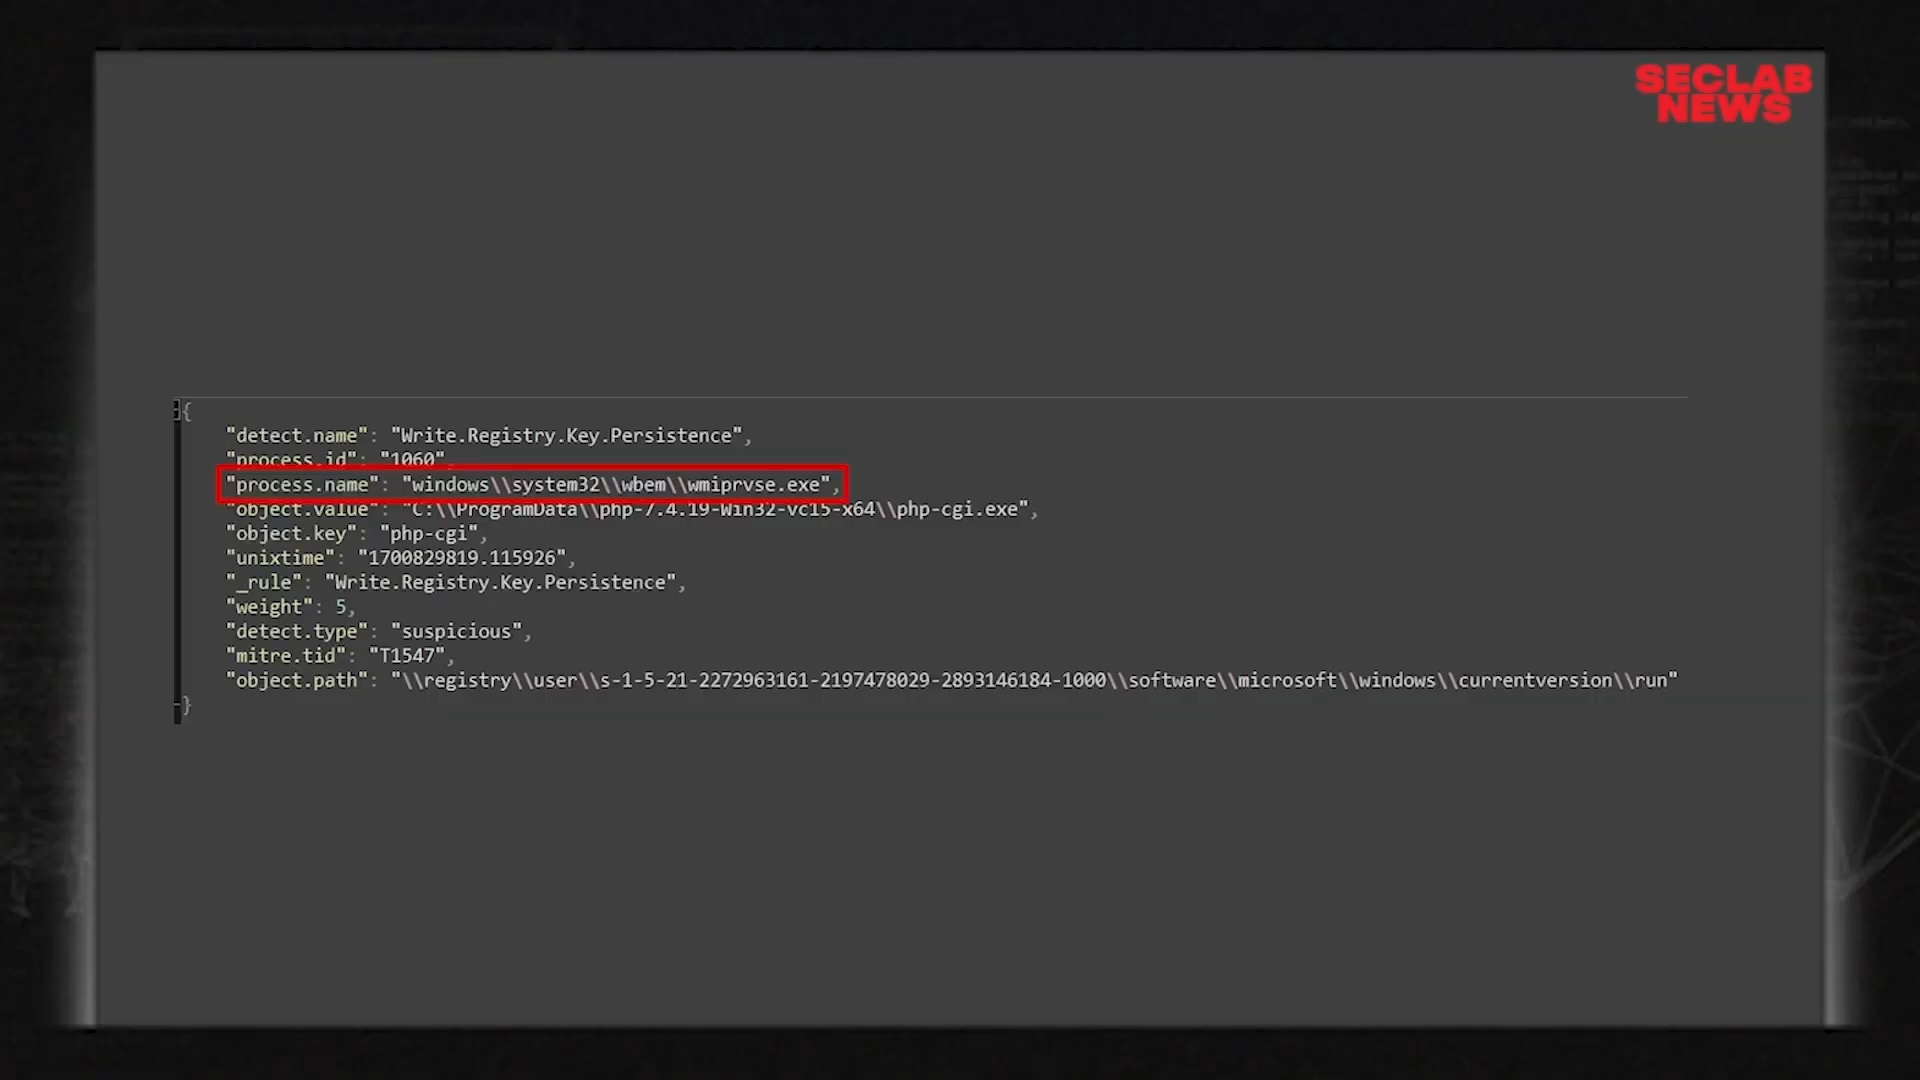 SECLAB
NEWS
{
"detect.name": "Write.Registry.Key.Persistence",
"process.id": "1060",
"process.name": "windows\\system32\\wbem\\wmiprvse.exe",
"object.value": "C:\\ProgramData\\php-7.4.19-Win32-vc15-x64\\php-cgi.exe",
"object.key": "php-cgi",
"unixtime": "1700829819.115926",
"_rule": "Write.Registry.Key.Persistence",
"weight": 5,
"detect.type": "suspicious",
"mitre.tid": "T1547",
"object.path": "\\registry\\user\\s-1-5-21-2272963161-2197478029-2893146184-1000\\software\\microsoft\\windows\\currentversion\\run"
}